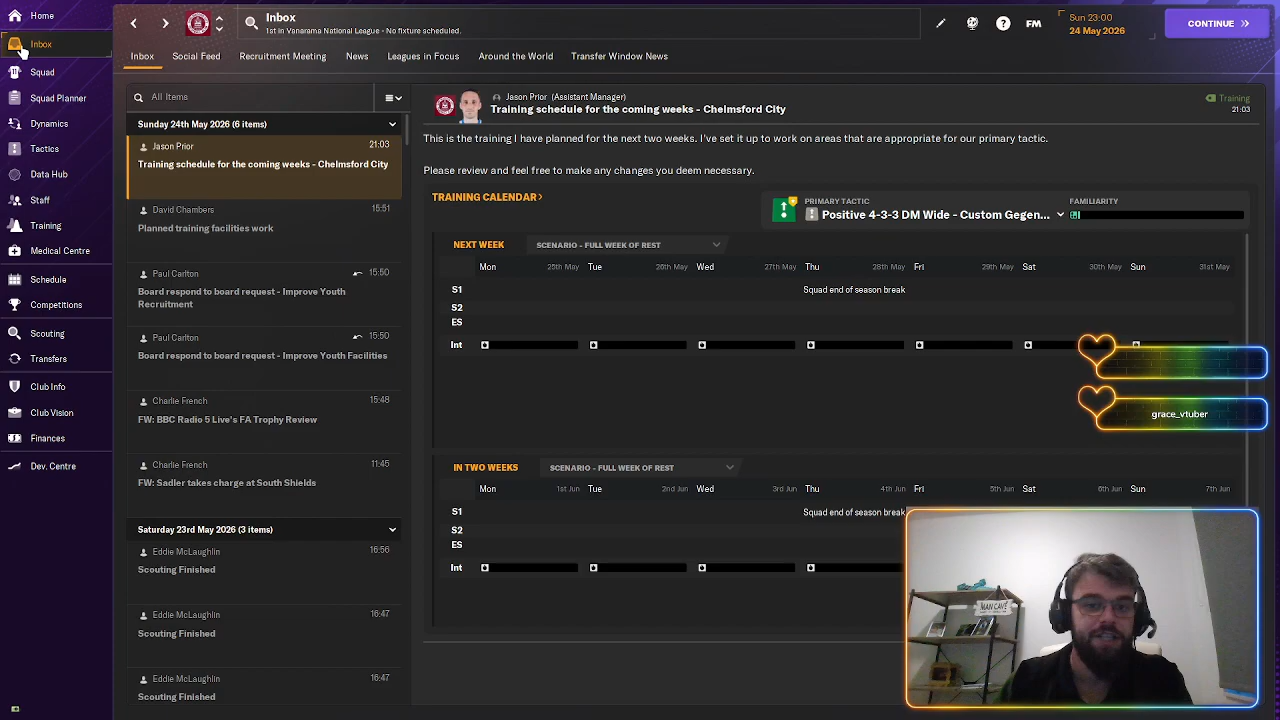 Home
Inbox
Squad
Squad Planner
Dynamics
Tactics
Data Hub
Staff
Training
Medical Centre
Schedule
Competitions
Scouting
Transfers
Club Info
Club Vision
Finances
Dev. Centre
Inbox
1st in Vanarama National League - No fixture scheduled.
FM
Sun 23:00
24 May 2026
CONTINUE
Inbox Social Feed Recruitment Meeting News Leagues in Focus Around the World Transfer Window News
All Items
Sunday 24th May 2026 (6 items)
Jason Prior 21:03
Training schedule for the coming weeks - Chelmsford City
David Chambers 15:51
Planned training facilities work
Paul Carlton 15:50
Board respond to board request - Improve Youth
Recruitment
Paul Carlton 15:50
Board respond to board request - Improve Youth Facilities
Charlie French 15:48
FW: BBC Radio 5 Live's FA Trophy Review
Charlie French 11:45
FW: Sadler takes charge at South Shields
Saturday 23rd May 2026 (3 items)
Eddie McLaughlin 16:56
Scouting Finished
Eddie McLaughlin 16:47
Scouting Finished
Eddie McLaughlin 16:47
Scouting Finished
Jason Prior (Assistant Manager)
Training schedule for the coming weeks - Chelmsford City
Training
21:03
This is the training I have planned for the next two weeks. I've set it up to work on areas that are appropriate for our primary tactic.
Please review and feel free to make any changes you deem necessary.
TRAINING CALENDAR >
PRIMARY TACTIC
Positive 4-3-3 DM Wide - Custom Gegen...
FAMILIARITY
NEXT WEEK SCENARIO - FULL WEEK OF REST
Mon 25th May Tue 26th May Wed 27th May Thu 28th May Fri 29th May Sat 30th May Sun 31st May
S1 Squad end of season break
S2
ES
Int
grace_vtuber
IN TWO WEEKS SCENARIO - FULL WEEK OF REST
Mon 1st Jun Tue 2nd Jun Wed 3rd Jun Thu 4th Jun Fri 5th Jun Sat 6th Jun Sun 7th Jun
S1 Squad end of season break
S2
ES
Int
MAN CAVE